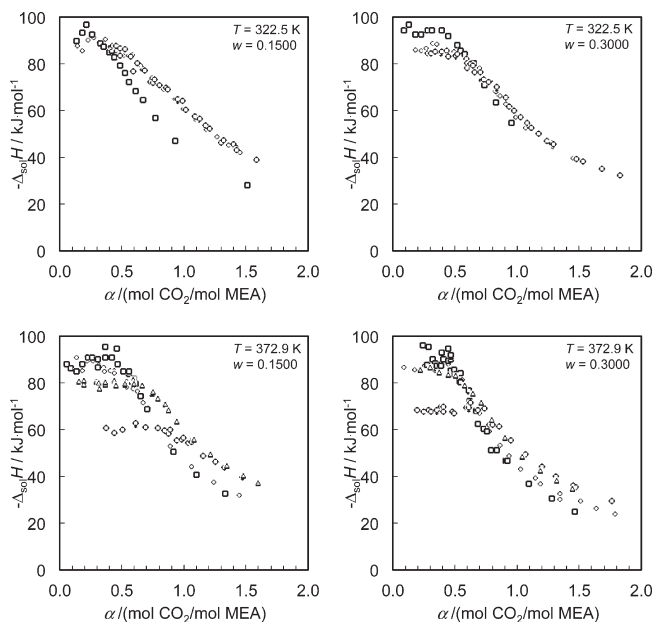 100
80
60
40
20
0
-ΔsolH / kJ·mol⁻¹
T = 322.5 K
w = 0.1500
0.0 0.5 1.0 1.5 2.0
α /(mol CO₂/mol MEA)
100
80
60
40
20
0
-ΔsolH / kJ·mol⁻¹
T = 322.5 K
w = 0.3000
0.0 0.5 1.0 1.5 2.0
α /(mol CO₂/mol MEA)
100
80
60
40
20
0
-ΔsolH / kJ·mol⁻¹
T = 372.9 K
w = 0.1500
0.0 0.5 1.0 1.5 2.0
α /(mol CO₂/mol MEA)
100
80
60
40
20
0
-ΔsolH / kJ·mol⁻¹
T = 372.9 K
w = 0.3000
0.0 0.5 1.0 1.5 2.0
α /(mol CO₂/mol MEA)